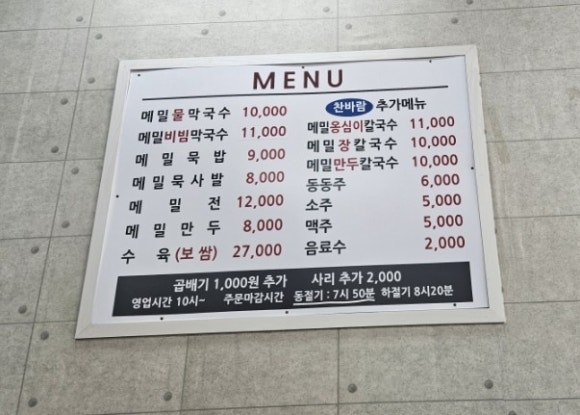 MENU
메밀물막국수 10,000
메밀비빔막국수 11,000
메밀묵밥 9,000
메밀묵사발 8,000
메밀전 12,000
메밀만두 8,000
수육(보쌈) 27,000
찬바람 추가메뉴
메밀옹심이칼국수 11,000
메밀장칼국수 10,000
메밀만두칼국수 10,000
동동주 6,000
소주 5,000
맥주 5,000
음료수 2,000
곱배기 1,000원 추가 사리 추가 2,000
영업시간 10시~ 주문마감시간 동절기 : 7시 50분 하절기 8시20분